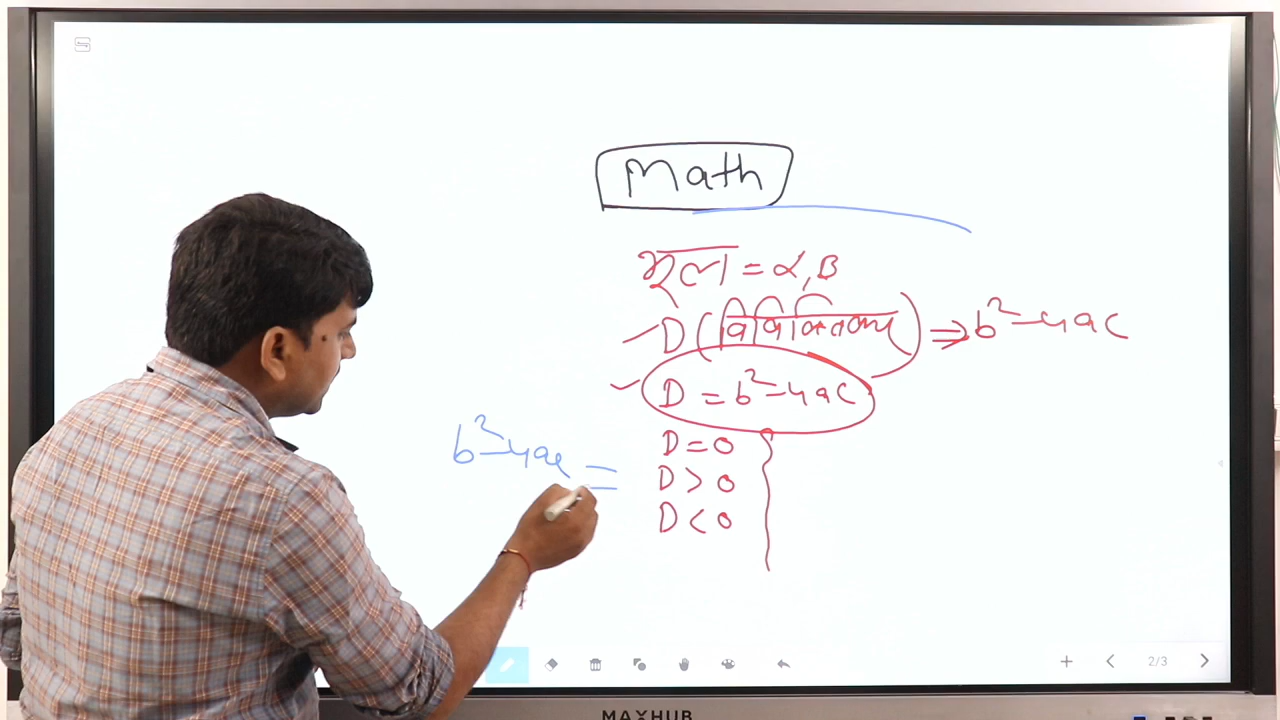 Math
मूल = α, β
D (विविक्तकर) ⇒ b²-4ac
D = b²-4ac
D = 0
b²-4ac =
D > 0
D < 0
2/3
MAXHUB